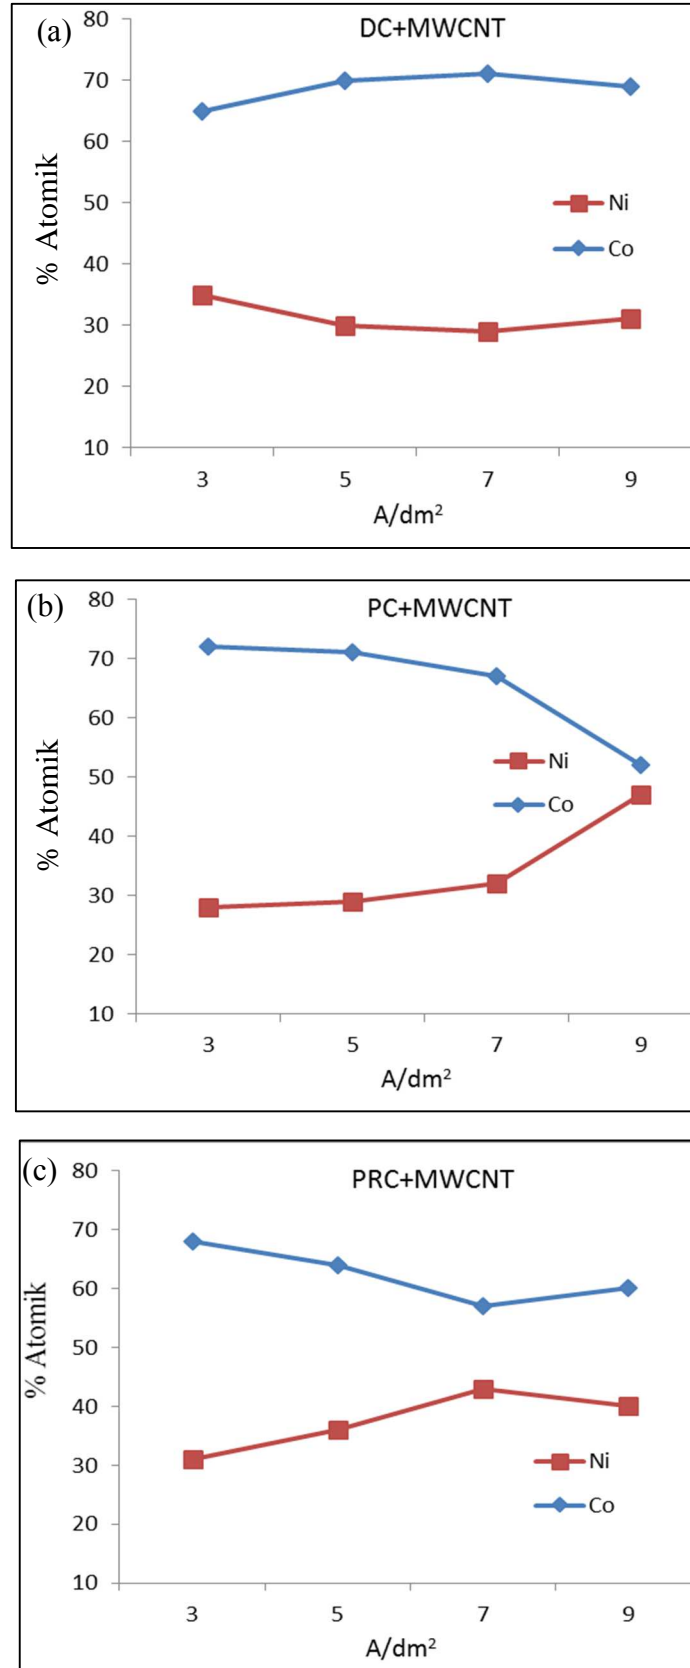 (a)
DC+MWCNT
80
70
60
50
40
30
20
10
% Atomik
Ni
Co
3 5 7 9
A/dm²
(b)
PC+MWCNT
80
70
60
50
40
30
20
10
% Atomik
Ni
Co
3 5 7 9
A/dm²
(c)
PRC+MWCNT
80
70
60
50
40
30
20
10
% Atomik
Ni
Co
3 5 7 9
A/dm²